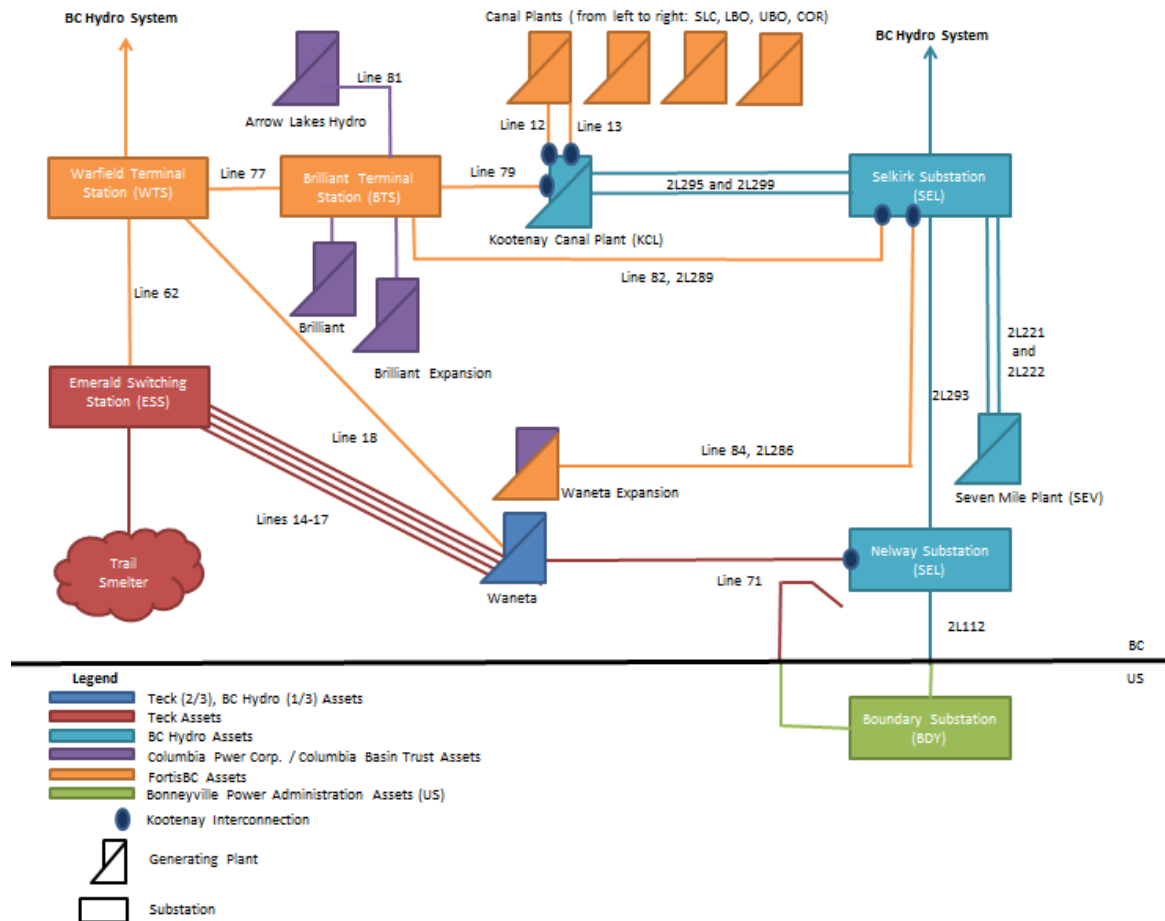 BC Hydro System
Canal Plants ( from left to right: SLC, LBO, UBO, COR)
BC Hydro System
Line 81
Arrow Lakes Hydro
Line 12
Line 13
Warfield Terminal
Station (WTS)
Line 77
Brilliant Terminal
Station (BTS)
Line 79
2L295 and 2L299
Selkirk Substation
(SEL)
Kootenay Canal Plant (KCL)
Line 82, 2L289
Line 62
Brilliant
Brilliant Expansion
2L221
and
2L222
Emerald Switching
Station (ESS)
2L293
Line 18
Line 84, 2L286
Waneta Expansion
Seven Mile Plant (SEV)
Lines 14-17
Trail
Smelter
Nelway Substation
(SEL)
Line 71
Waneta
2L112
BC
US
Legend
Teck (2/3), BC Hydro (1/3) Assets
Teck Assets
BC Hydro Assets
Columbia Pwer Corp. / Columbia Basin Trust Assets
FortisBC Assets
Bonneyville Power Administration Assets (US)
Kootenay Interconnection
Generating Plant
Substation
Boundary Substation
(BDY)